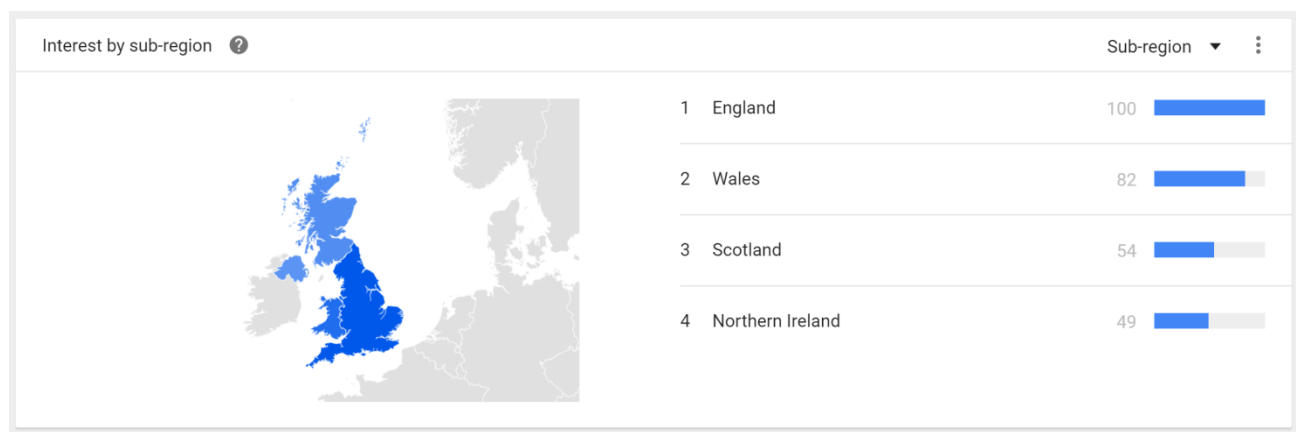 Interest by sub-region
Sub-region
1 England 100
2 Wales 82
3 Scotland 54
4 Northern Ireland 49